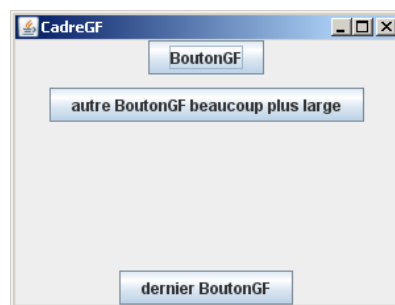 CadreGF
BoutonGF
autre BoutonGF beaucoup plus large
dernier BoutonGF